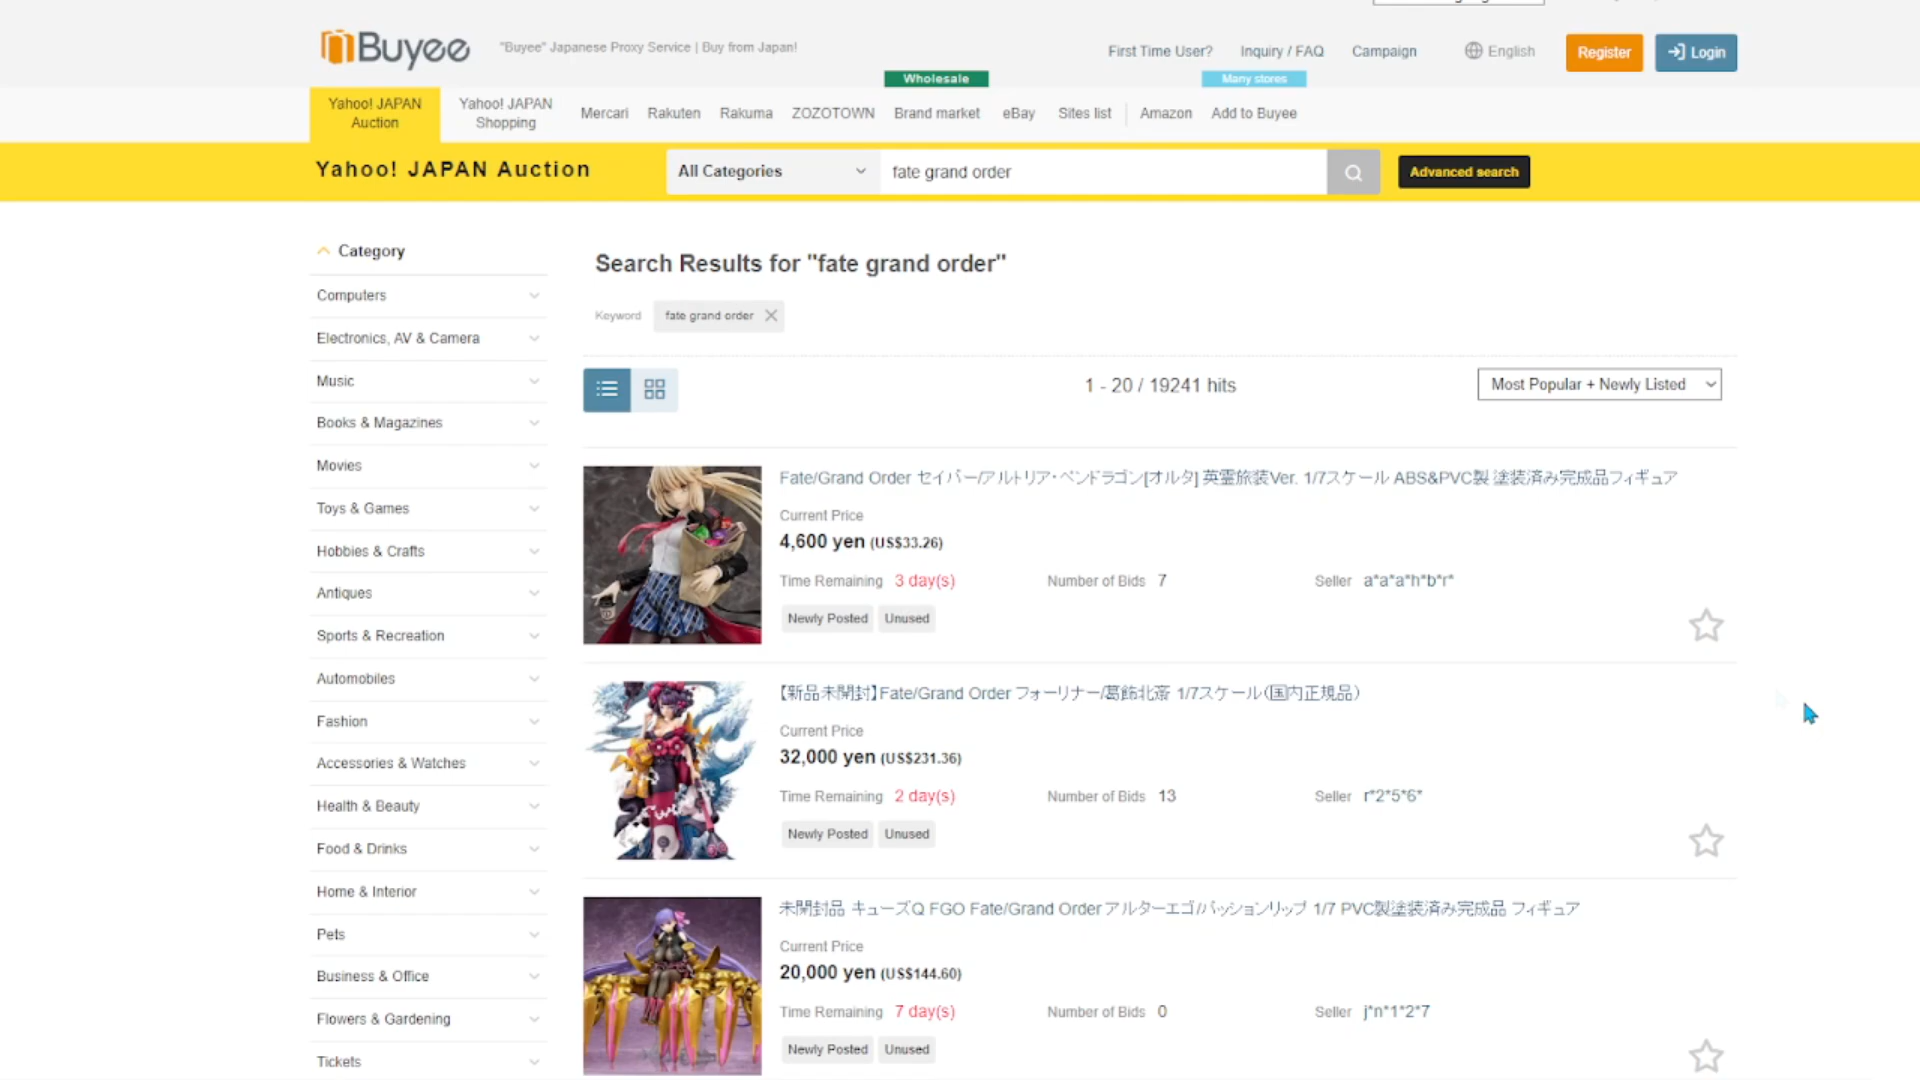 Buyee
"Buyee" Japanese Proxy Service | Buy from Japan!
First Time User?
Inquiry / FAQ
Campaign
English
Register
Login
Wholesale
Many stores
Yahoo! JAPAN
Auction
Yahoo! JAPAN
Shopping
Mercari
Rakuten
Rakuma
ZOZOTOWN
Brand market
eBay
Sites list
Amazon
Add to Buyee
Yahoo! JAPAN Auction
All Categories
fate grand order
Advanced search
Category
Computers
Electronics, AV & Camera
Music
Books & Magazines
Movies
Toys & Games
Hobbies & Crafts
Antiques
Sports & Recreation
Automobiles
Fashion
Accessories & Watches
Health & Beauty
Food & Drinks
Home & Interior
Pets
Business & Office
Flowers & Gardening
Tickets
Search Results for "fate grand order"
Keyword
fate grand order
1 - 20 / 19241 hits
Most Popular + Newly Listed
Fate/Grand Order セイバー/アルトリア・ペンドラゴン[オルタ] 英霊旅装Ver. 1/7スケール ABS&PVC製 塗装済み完成品フィギュア
Current Price
4,600 yen (US$33.26)
Time Remaining 3 day(s)
Number of Bids 7
Seller a*a*a*h*b*r*
Newly Posted
Unused
【新品未開封】Fate/Grand Order フォーリナー/葛飾北斎 1/7スケール（国内正規品）
Current Price
32,000 yen (US$231.36)
Time Remaining 2 day(s)
Number of Bids 13
Seller r*2*5*6*
Newly Posted
Unused
未開封品 キューズQ FGO Fate/Grand Order アルターエゴ/パッションリップ 1/7 PVC製塗装済み完成品 フィギュア
Current Price
20,000 yen (US$144.60)
Time Remaining 7 day(s)
Number of Bids 0
Seller j*n*1*2*7
Newly Posted
Unused